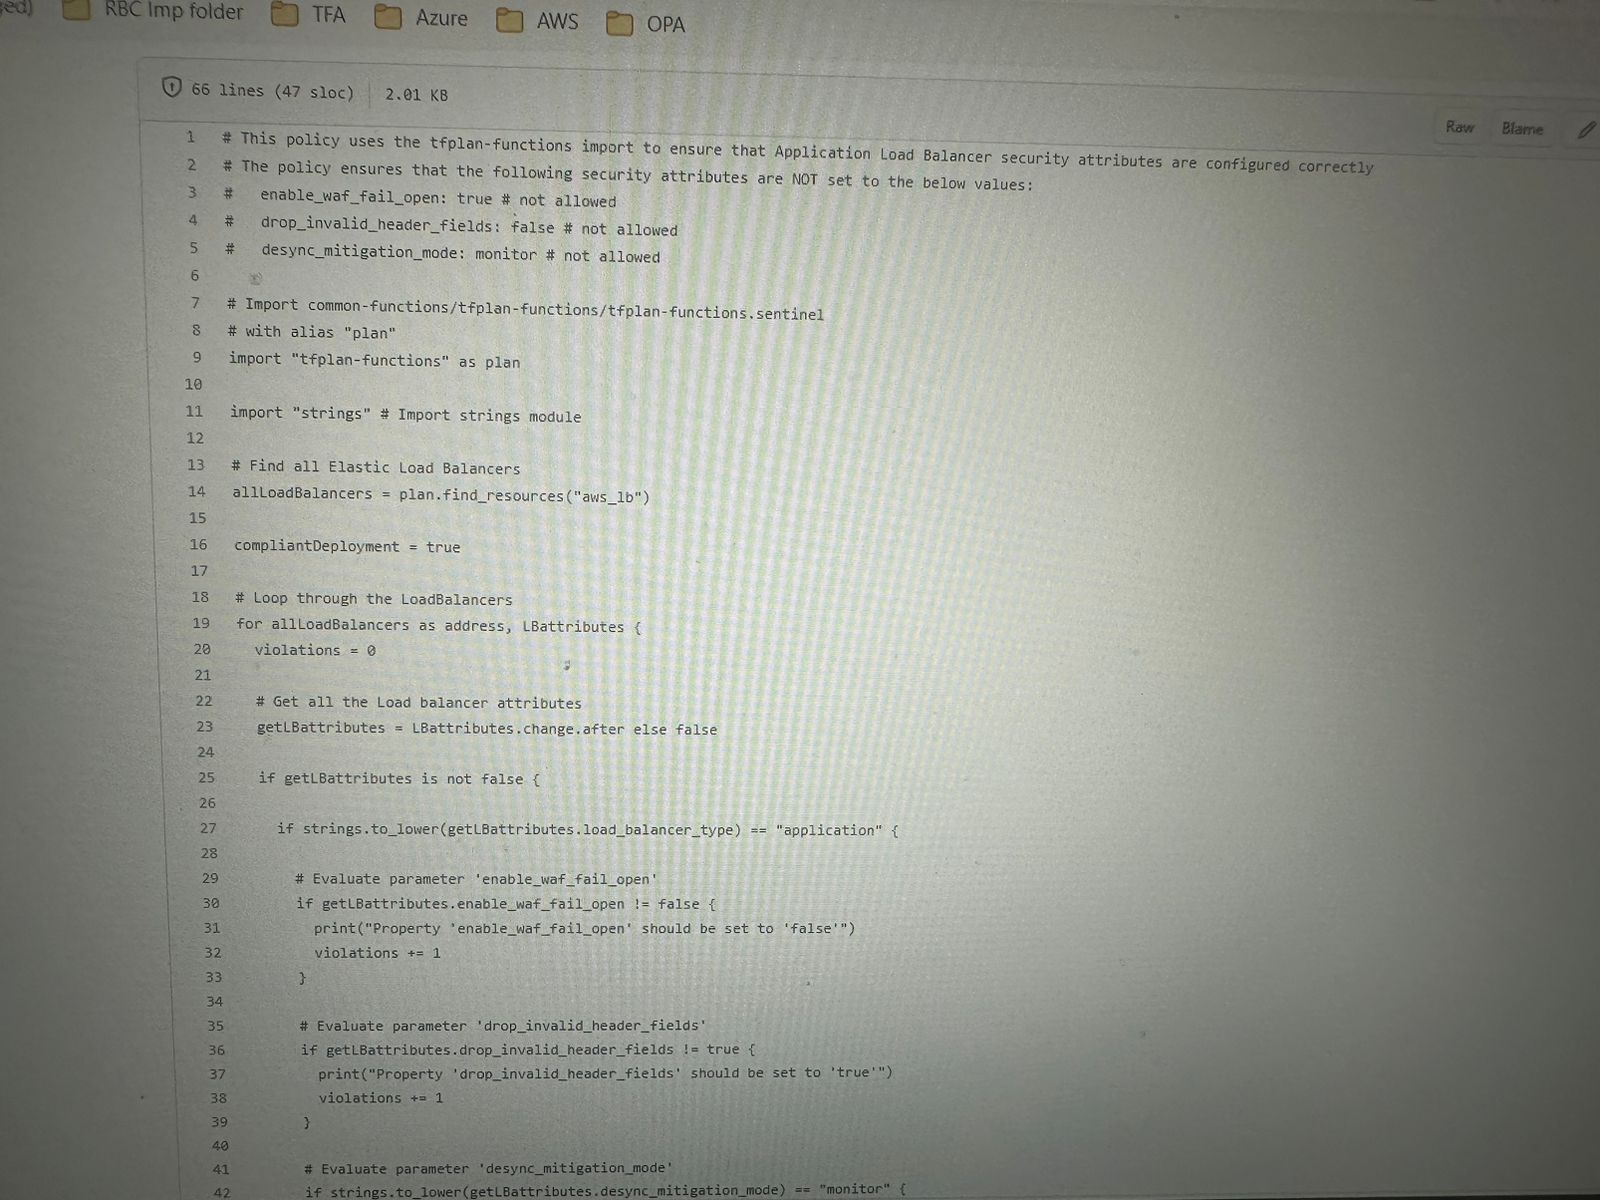 RBC Imp folder TFA Azure AWS OPA
66 lines (47 sloc) 2.01 KB
Raw Blame
1 # This policy uses the tfplan-functions import to ensure that Application Load Balancer security attributes are configured correctly
2 # The policy ensures that the following security attributes are NOT set to the below values:
3 #   enable_waf_fail_open: true # not allowed
4 #   drop_invalid_header_fields: false # not allowed
5 #   desync_mitigation_mode: monitor # not allowed
6
7 # Import common-functions/tfplan-functions/tfplan-functions.sentinel
8 # with alias "plan"
9 import "tfplan-functions" as plan
10
11 import "strings" # Import strings module
12
13 # Find all Elastic Load Balancers
14 allLoadBalancers = plan.find_resources("aws_lb")
15
16 compliantDeployment = true
17
18 # Loop through the LoadBalancers
19 for allLoadBalancers as address, LBattributes {
20   violations = 0
21
22   # Get all the Load balancer attributes
23   getLBattributes = LBattributes.change.after else false
24
25   if getLBattributes is not false {
26
27     if strings.to_lower(getLBattributes.load_balancer_type) == "application" {
28
29       # Evaluate parameter 'enable_waf_fail_open'
30       if getLBattributes.enable_waf_fail_open != false {
31         print("Property 'enable_waf_fail_open' should be set to 'false'")
32         violations += 1
33       }
34
35       # Evaluate parameter 'drop_invalid_header_fields'
36       if getLBattributes.drop_invalid_header_fields != true {
37         print("Property 'drop_invalid_header_fields' should be set to 'true'")
38         violations += 1
39       }
40
41       # Evaluate parameter 'desync_mitigation_mode'
42       if strings.to_lower(getLBattributes.desync_mitigation_mode) == "monitor" {